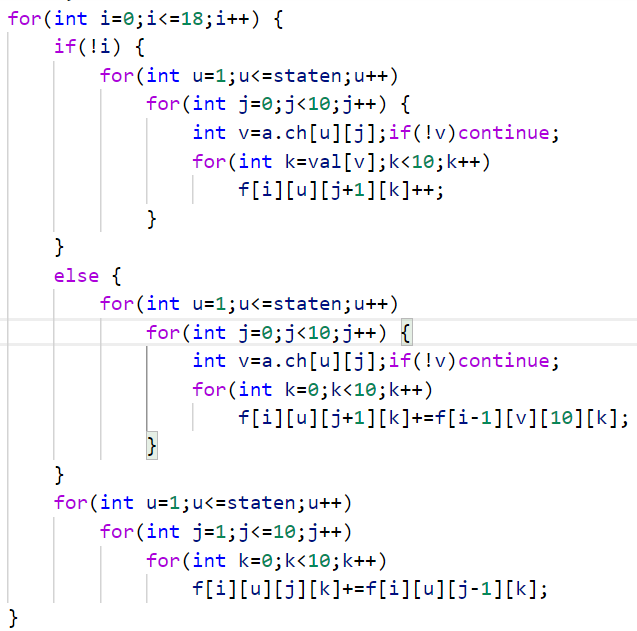 for(int i=0;i<=18;i++) {
    if(!i) {
        for(int u=1;u<=staten;u++)
            for(int j=0;j<10;j++) {
                int v=a.ch[u][j];if(!v)continue;
                for(int k=val[v];k<10;k++)
                    f[i][u][j+1][k]++;
            }
    }
    else {
        for(int u=1;u<=staten;u++)
            for(int j=0;j<10;j++) {
                int v=a.ch[u][j];if(!v)continue;
                for(int k=0;k<10;k++)
                    f[i][u][j+1][k]+=f[i-1][v][10][k];
            }
    }
    for(int u=1;u<=staten;u++)
        for(int j=1;j<=10;j++)
            for(int k=0;k<10;k++)
                f[i][u][j][k]+=f[i][u][j-1][k];
}